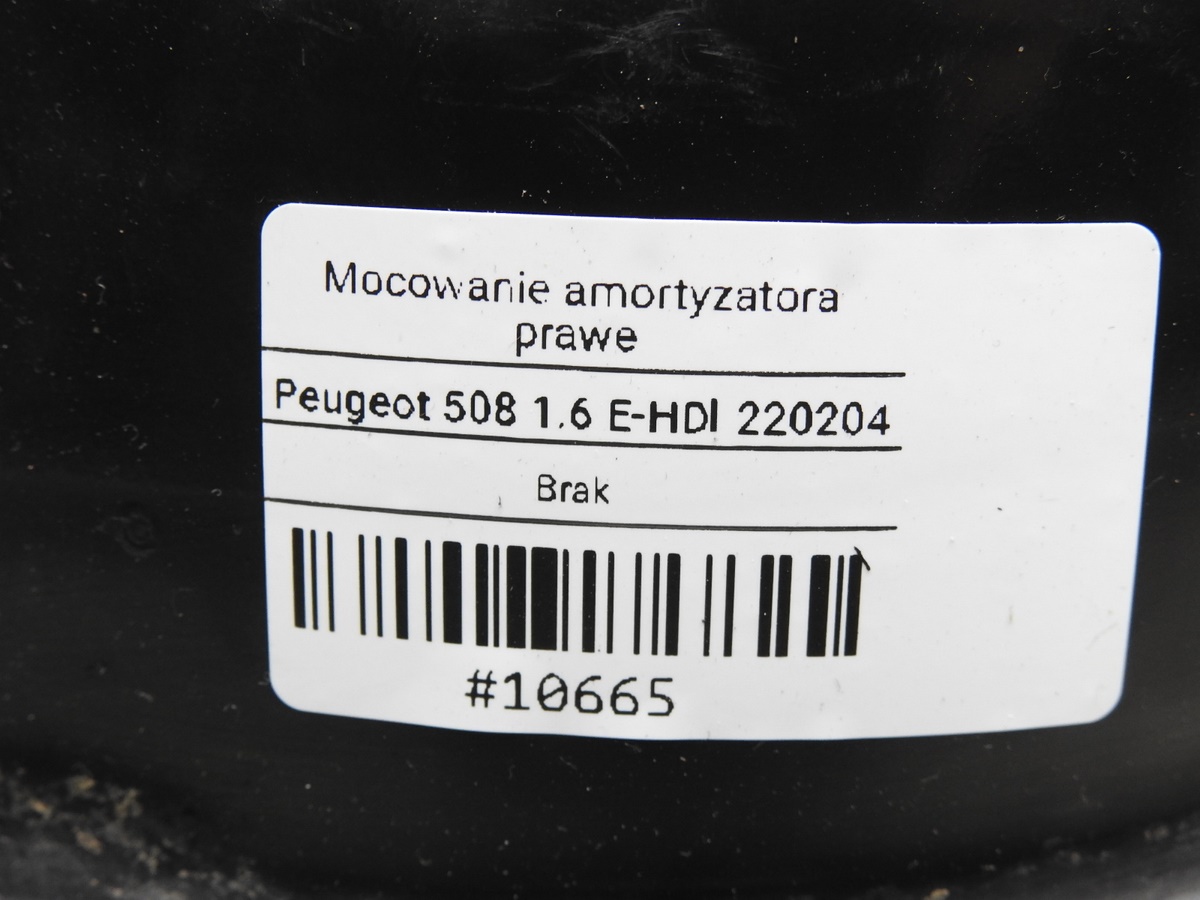 Mocowanie amortyzatora
prawe
Peugeot 508 1.6 E-HDI 220204
Brak
#10665